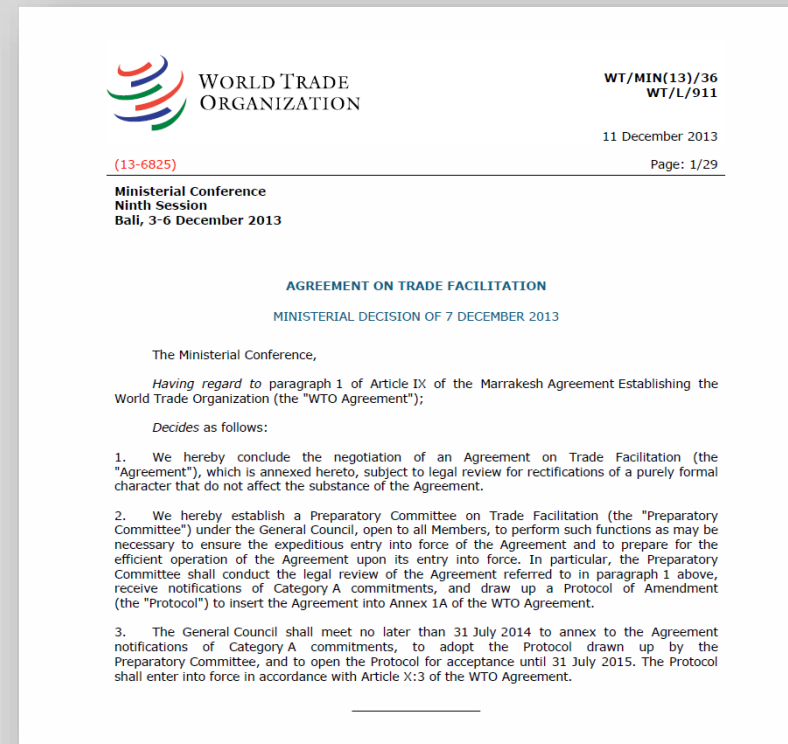 WORLD TRADE
ORGANIZATION
WT/MIN(13)/36
WT/L/911
11 December 2013
(13-6825)
Page: 1/29
Ministerial Conference
Ninth Session
Bali, 3-6 December 2013
AGREEMENT ON TRADE FACILITATION
MINISTERIAL DECISION OF 7 DECEMBER 2013
The Ministerial Conference,
Having regard to paragraph 1 of Article IX of the Marrakesh Agreement Establishing the
World Trade Organization (the "WTO Agreement");
Decides as follows:
1. We hereby conclude the negotiation of an Agreement on Trade Facilitation (the
"Agreement"), which is annexed hereto, subject to legal review for rectifications of a purely formal
character that do not affect the substance of the Agreement.
2. We hereby establish a Preparatory Committee on Trade Facilitation (the "Preparatory
Committee") under the General Council, open to all Members, to perform such functions as may be
necessary to ensure the expeditious entry into force of the Agreement and to prepare for the
efficient operation of the Agreement upon its entry into force. In particular, the Preparatory
Committee shall conduct the legal review of the Agreement referred to in paragraph 1 above,
receive notifications of Category A commitments, and draw up a Protocol of Amendment
(the "Protocol") to insert the Agreement into Annex 1A of the WTO Agreement.
3. The General Council shall meet no later than 31 July 2014 to annex to the Agreement
notifications of Category A commitments, to adopt the Protocol drawn up by the
Preparatory Committee, and to open the Protocol for acceptance until 31 July 2015. The Protocol
shall enter into force in accordance with Article X:3 of the WTO Agreement.